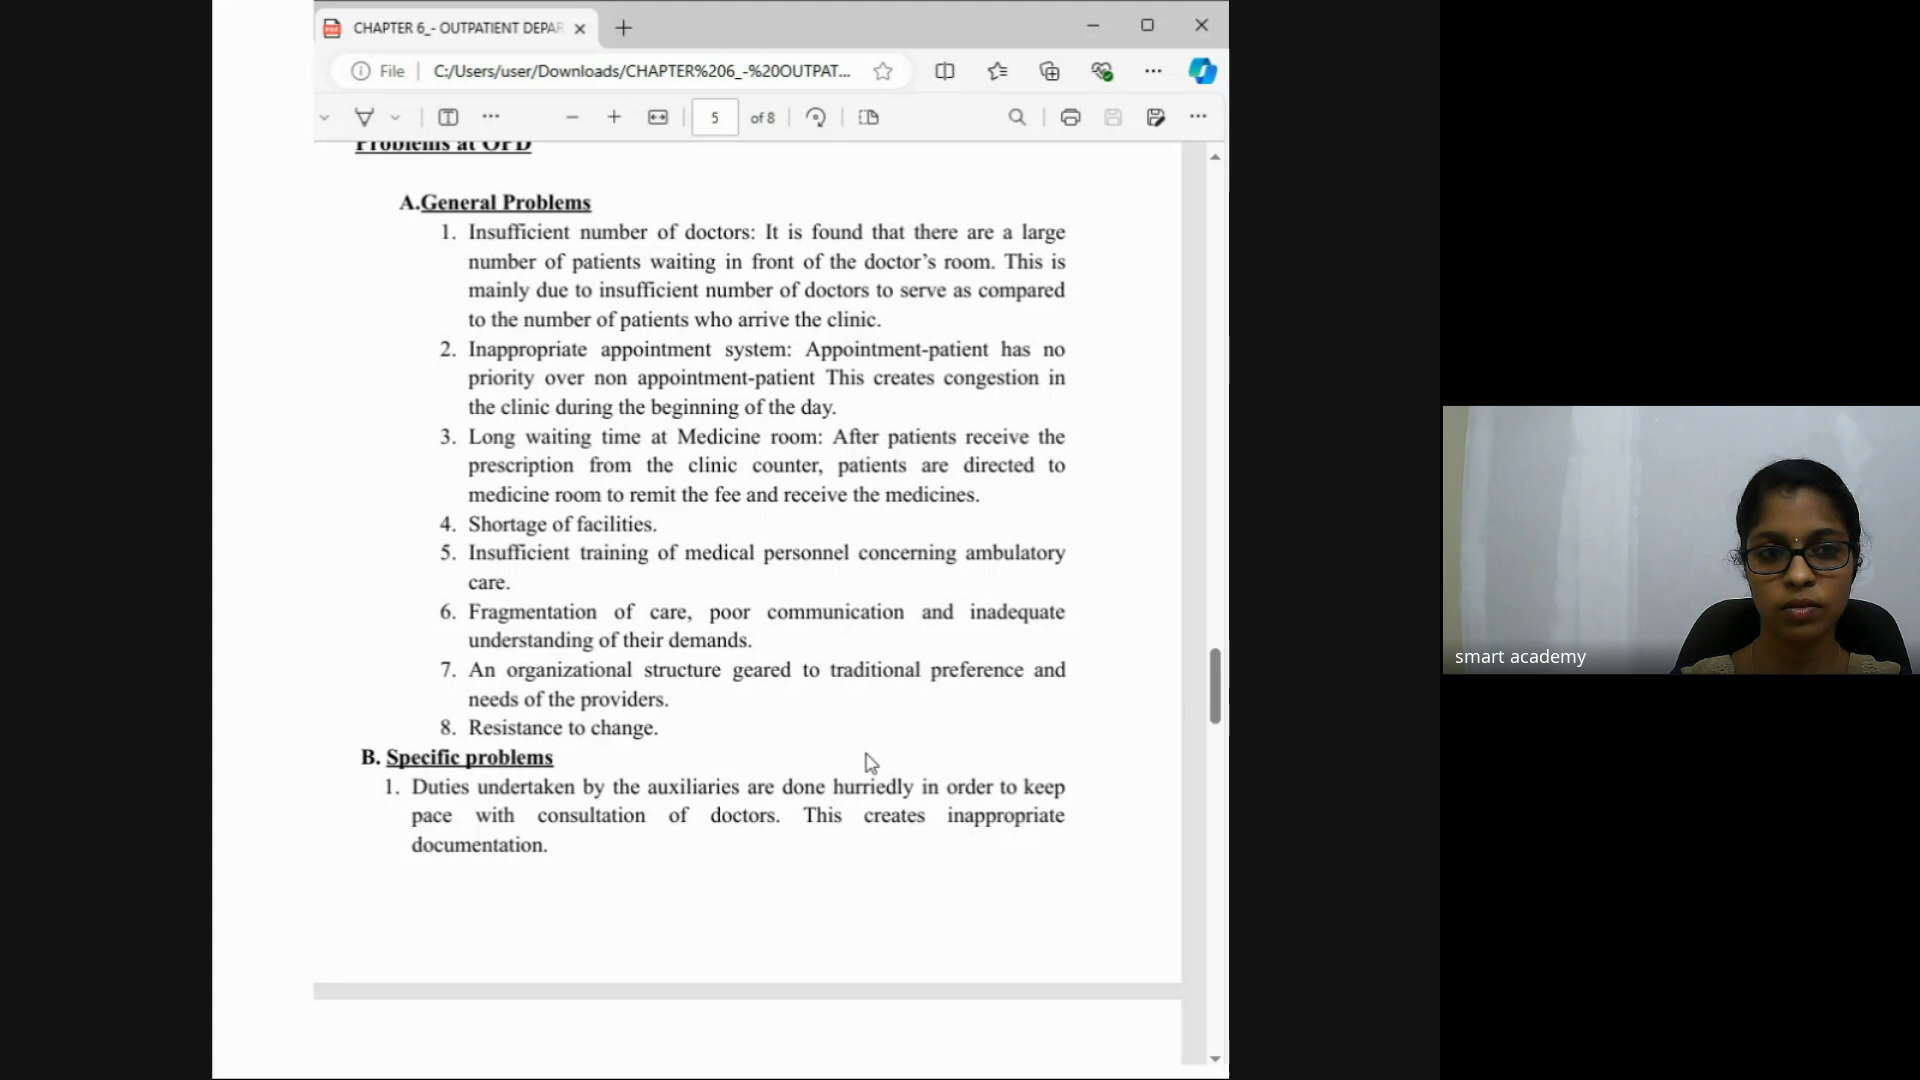 CHAPTER 6_- OUTPATIENT DEPAR
File
C:/Users/user/Downloads/CHAPTER%206_-%20OUTPAT...
5 of 8
Problems at OPD
A.General Problems
1. Insufficient number of doctors: It is found that there are a large
number of patients waiting in front of the doctor’s room. This is
mainly due to insufficient number of doctors to serve as compared
to the number of patients who arrive the clinic.
2. Inappropriate appointment system: Appointment-patient has no
priority over non appointment-patient This creates congestion in
the clinic during the beginning of the day.
3. Long waiting time at Medicine room: After patients receive the
prescription from the clinic counter, patients are directed to
medicine room to remit the fee and receive the medicines.
4. Shortage of facilities.
5. Insufficient training of medical personnel concerning ambulatory
care.
6. Fragmentation of care, poor communication and inadequate
understanding of their demands.
7. An organizational structure geared to traditional preference and
needs of the providers.
8. Resistance to change.
B. Specific problems
1. Duties undertaken by the auxiliaries are done hurriedly in order to keep
pace with consultation of doctors. This creates inappropriate
documentation.
smart academy